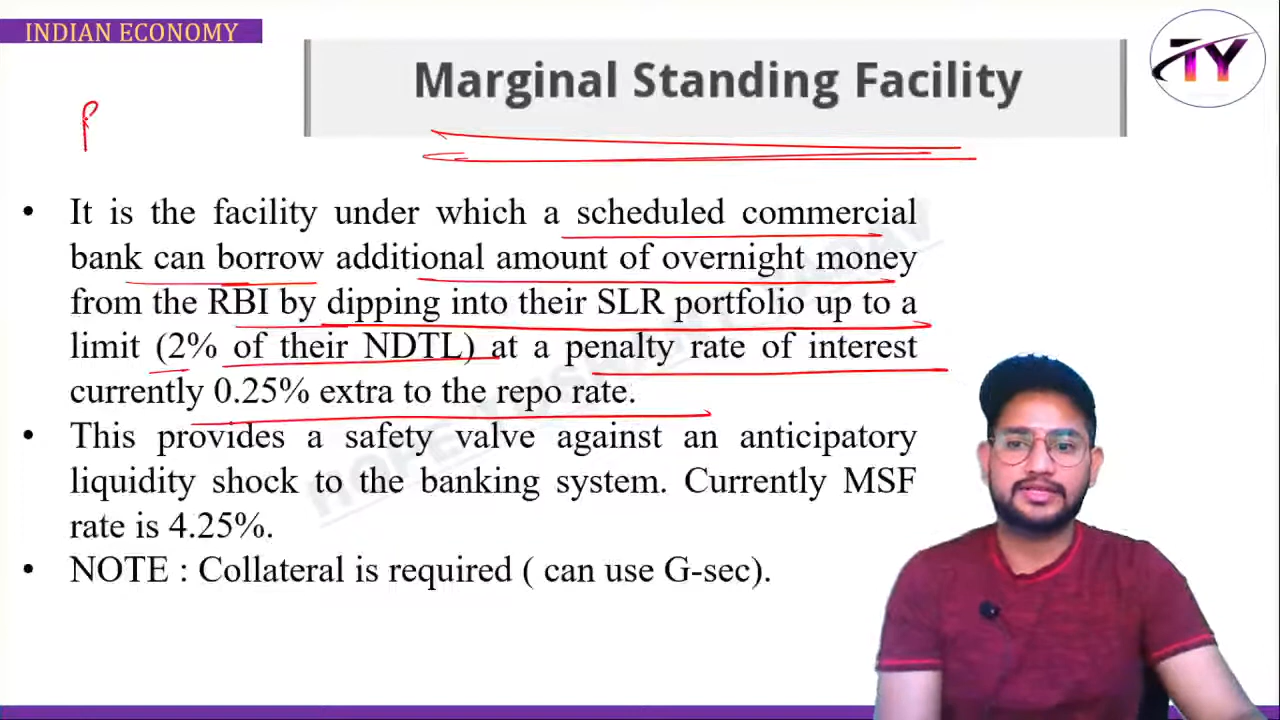 INDIAN ECONOMY
TY
Marginal Standing Facility
• It is the facility under which a scheduled commercial
bank can borrow additional amount of overnight money
from the RBI by dipping into their SLR portfolio up to a
limit (2% of their NDTL) at a penalty rate of interest
currently 0.25% extra to the repo rate.
• This provides a safety valve against an anticipatory
liquidity shock to the banking system. Currently MSF
rate is 4.25%.
• NOTE : Collateral is required ( can use G-sec).